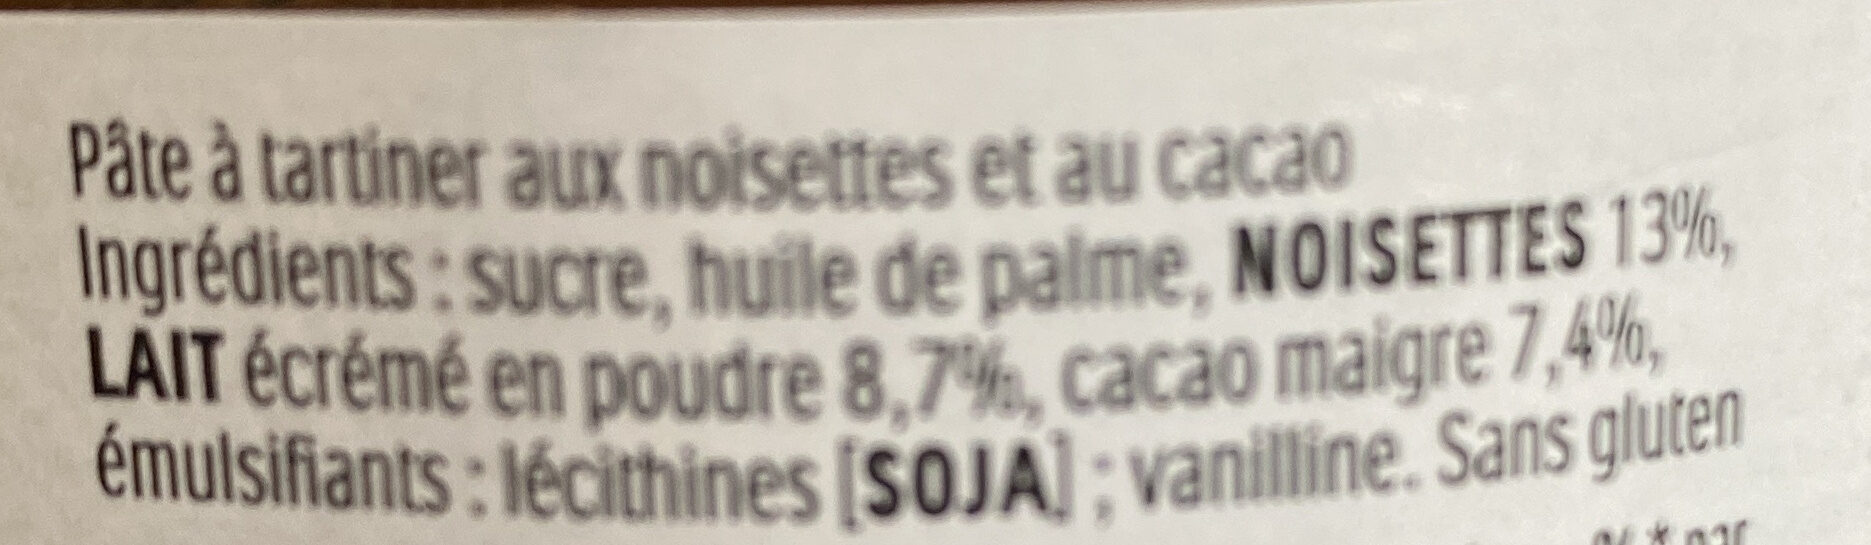 Pâte à tartiner aux noisettes et au cacao
Ingrédients : sucre, huile de palme, NOISETTES 13%,
LAIT écrémé en poudre 8,7%, cacao maigre 7,4%,
émulsifiants : lécithines [SOJA] ; vanilline. Sans gluten
% * par